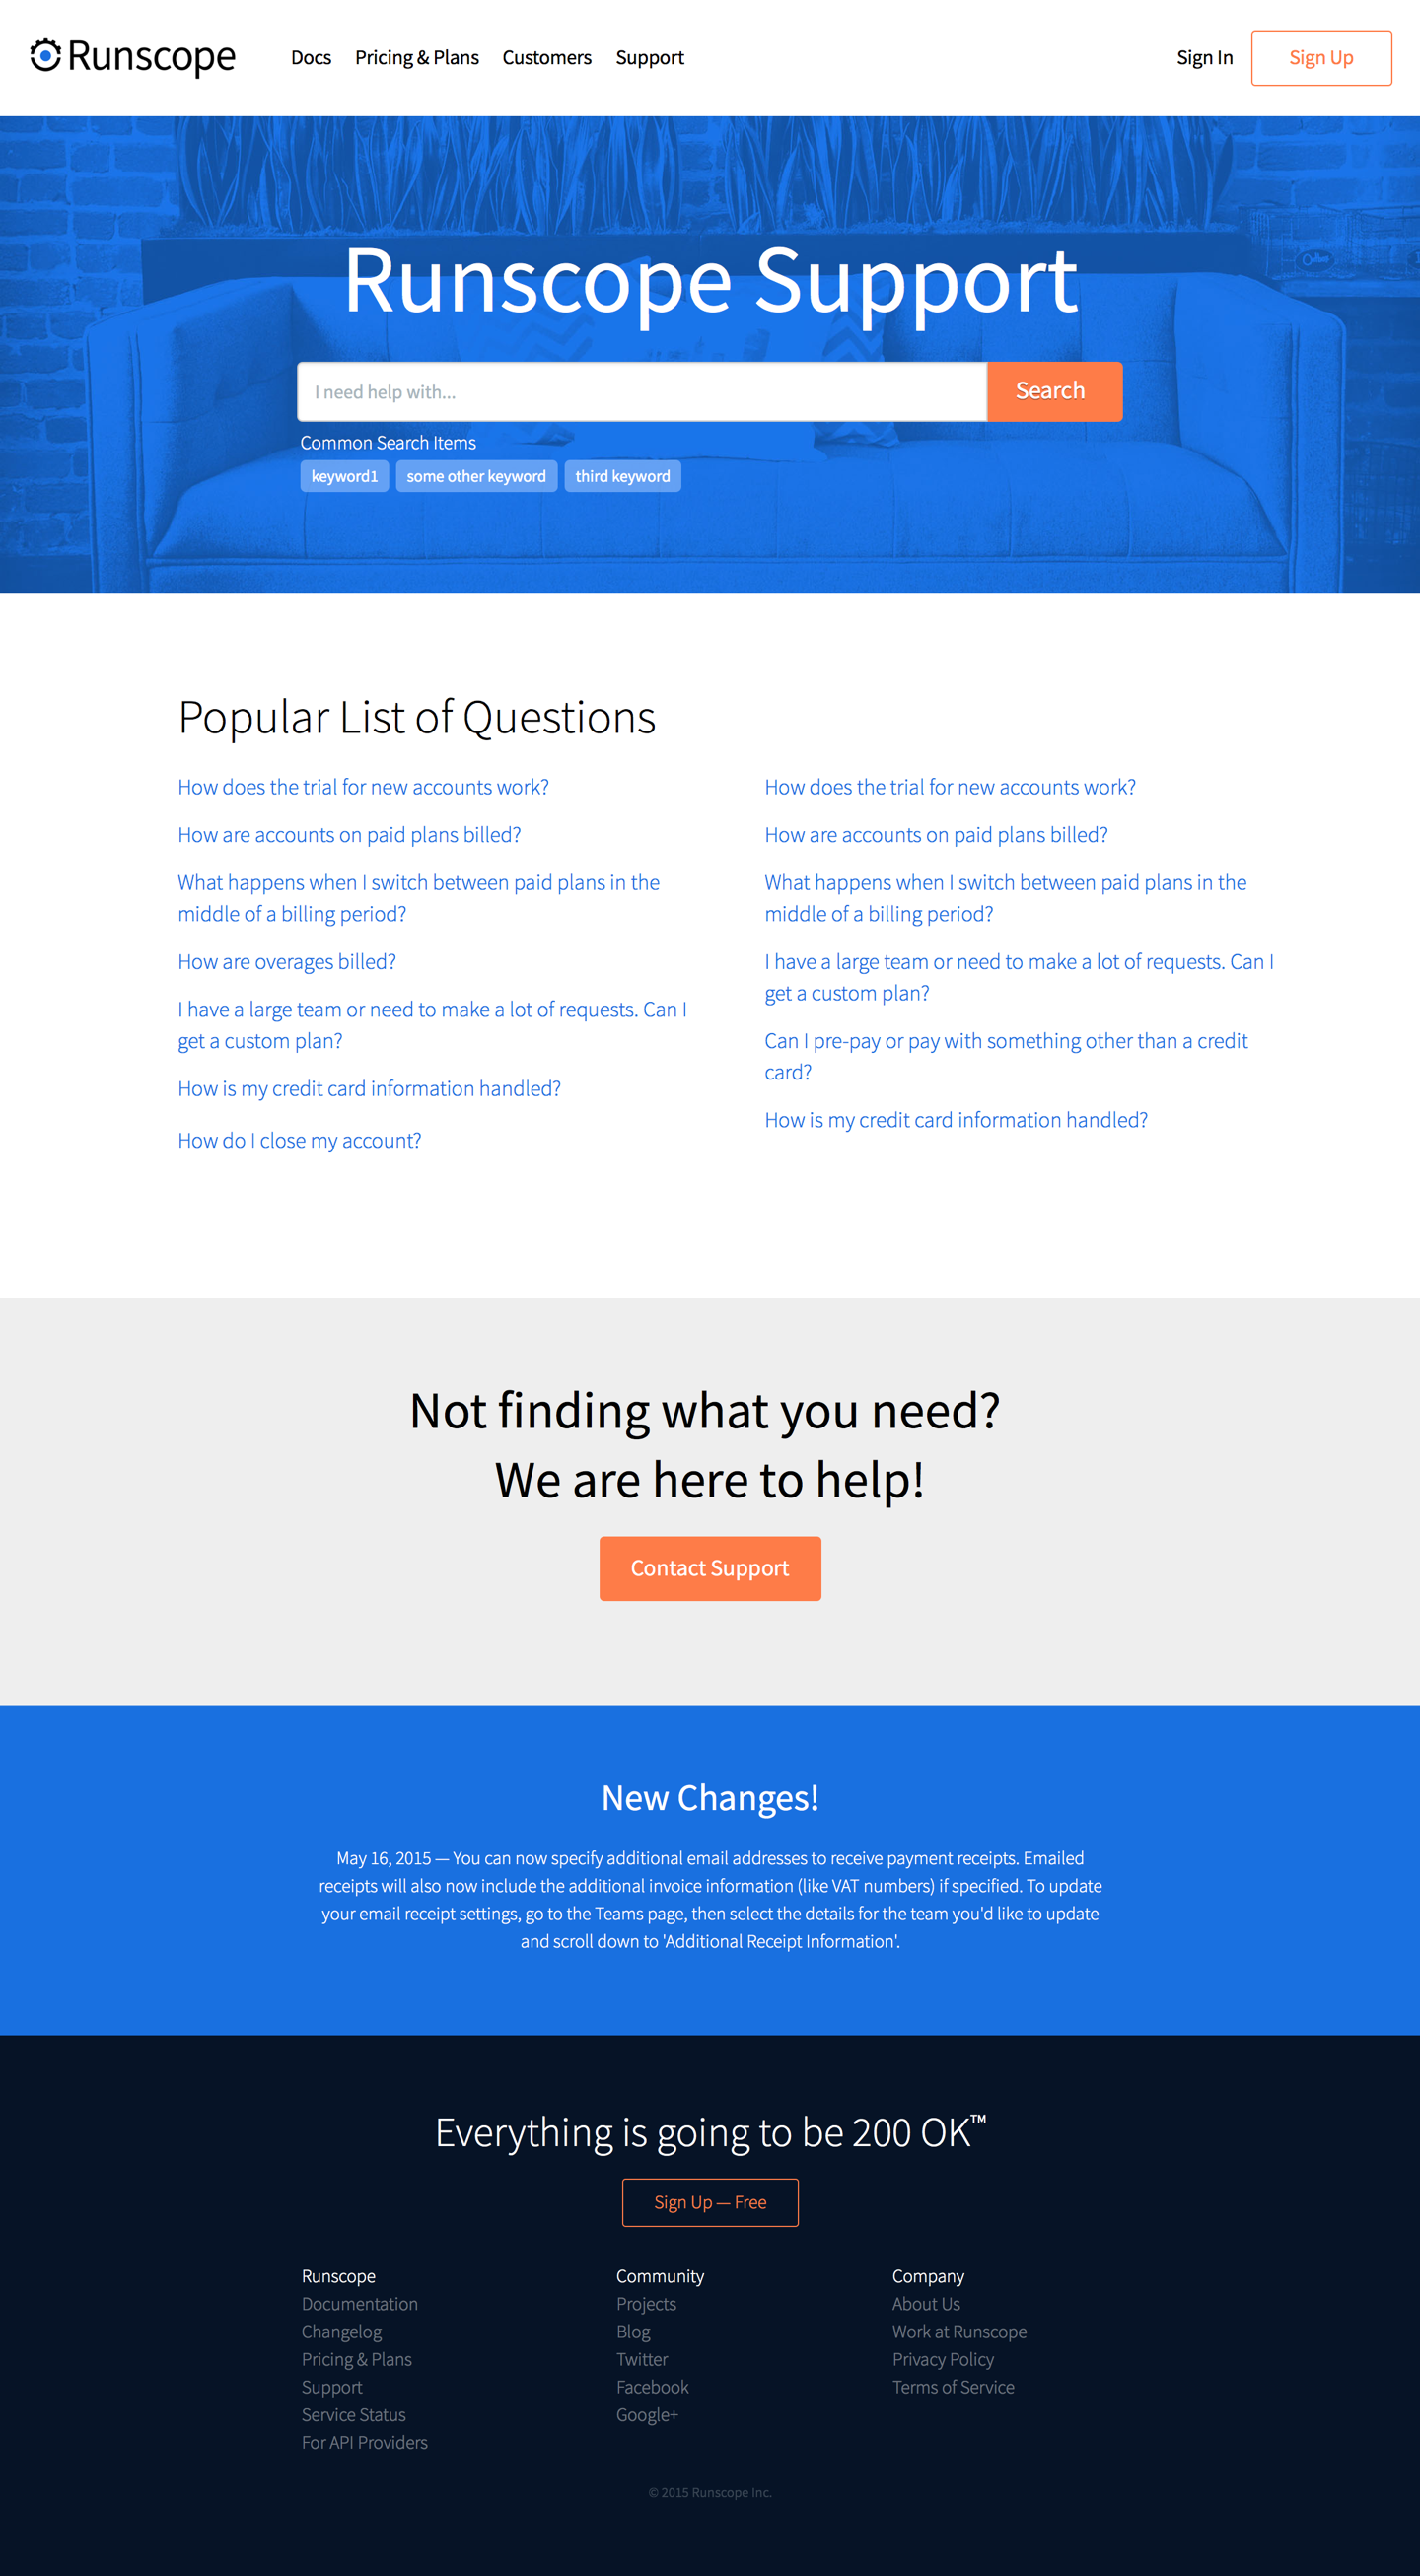 Runscope
Docs Pricing & Plans Customers Support
Sign In Sign Up
Runscope Support
I need help with...
Search
Common Search Items
keyword1 some other keyword third keyword
Popular List of Questions
How does the trial for new accounts work?
How are accounts on paid plans billed?
What happens when I switch between paid plans in the
middle of a billing period?
How are overages billed?
I have a large team or need to make a lot of requests. Can I
get a custom plan?
How is my credit card information handled?
How do I close my account?
How does the trial for new accounts work?
How are accounts on paid plans billed?
What happens when I switch between paid plans in the
middle of a billing period?
I have a large team or need to make a lot of requests. Can I
get a custom plan?
Can I pre-pay or pay with something other than a credit
card?
How is my credit card information handled?
Not finding what you need?
We are here to help!
Contact Support
New Changes!
May 16, 2015 — You can now specify additional email addresses to receive payment receipts. Emailed
receipts will also now include the additional invoice information (like VAT numbers) if specified. To update
your email receipt settings, go to the Teams page, then select the details for the team you'd like to update
and scroll down to 'Additional Receipt Information'.
Everything is going to be 200 OK™
Sign Up — Free
Runscope
Documentation
Changelog
Pricing & Plans
Support
Service Status
For API Providers
Community
Projects
Blog
Twitter
Facebook
Google+
Company
About Us
Work at Runscope
Privacy Policy
Terms of Service
© 2015 Runscope Inc.